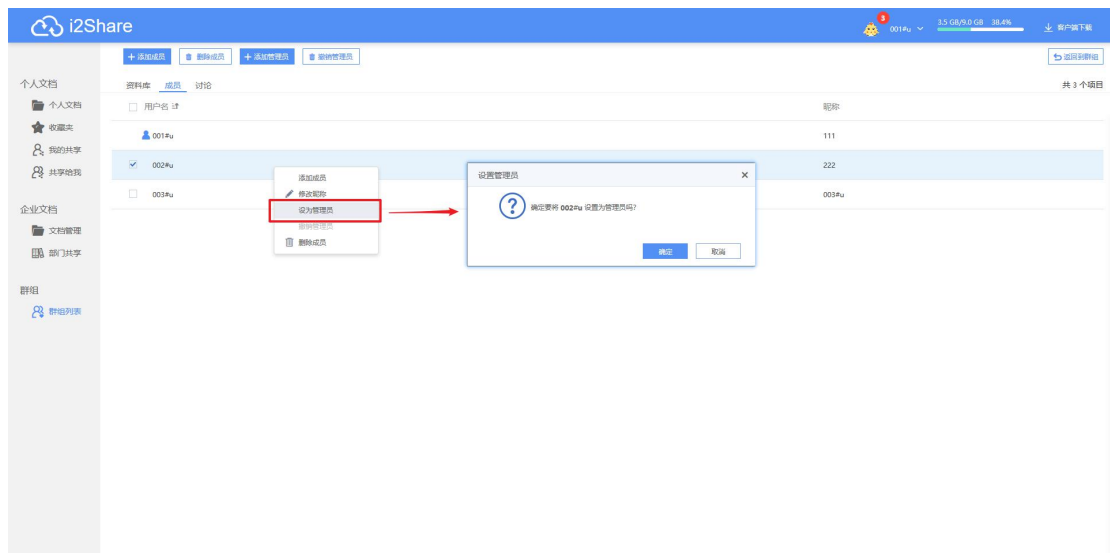 i2Share
3
001#u
3.5 GB/9.0 GB 38.4%
客户端下载
添加成员
删除成员
添加管理员
撤销管理员
返回到群组
个人文档
个人文档
收藏夹
我的共享
共享给我
企业文档
文档管理
部门共享
群组
群组列表
资料库 成员 讨论
共 3 个项目
用户名 昵称
001#u 111
002#u 222
003#u 003#u
添加成员
修改昵称
设为管理员
撤销管理员
删除成员
设置管理员
确定要将 002#u 设置为管理员吗?
确定 取消